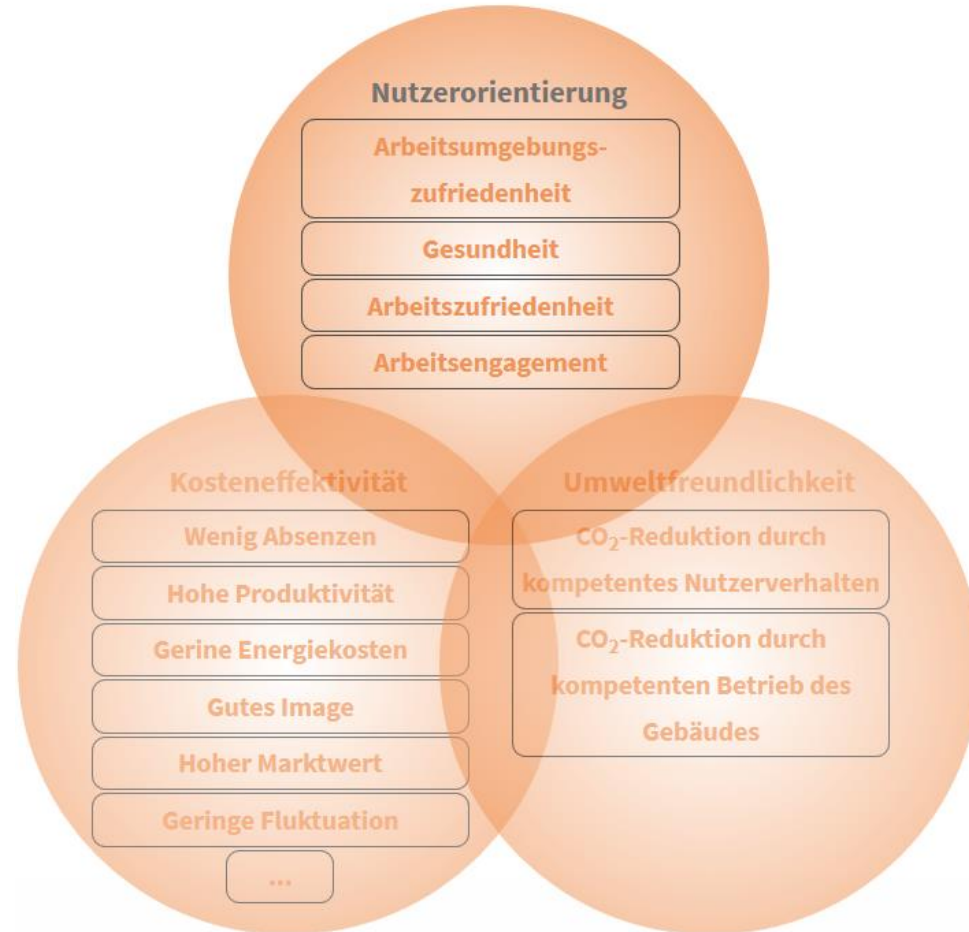 Nutzerorientierung
Arbeitsumgebungs-
zufriedenheit
Gesundheit
Arbeitszufriedenheit
Arbeitsengagement
Kosteneffektivität
Wenig Absenzen
Hohe Produktivität
Gerine Energiekosten
Gutes Image
Hoher Marktwert
Geringe Fluktuation
...
Umweltfreundlichkeit
CO₂-Reduktion durch
kompetentes Nutzerverhalten
CO₂-Reduktion durch
kompetenten Betrieb des
Gebäudes